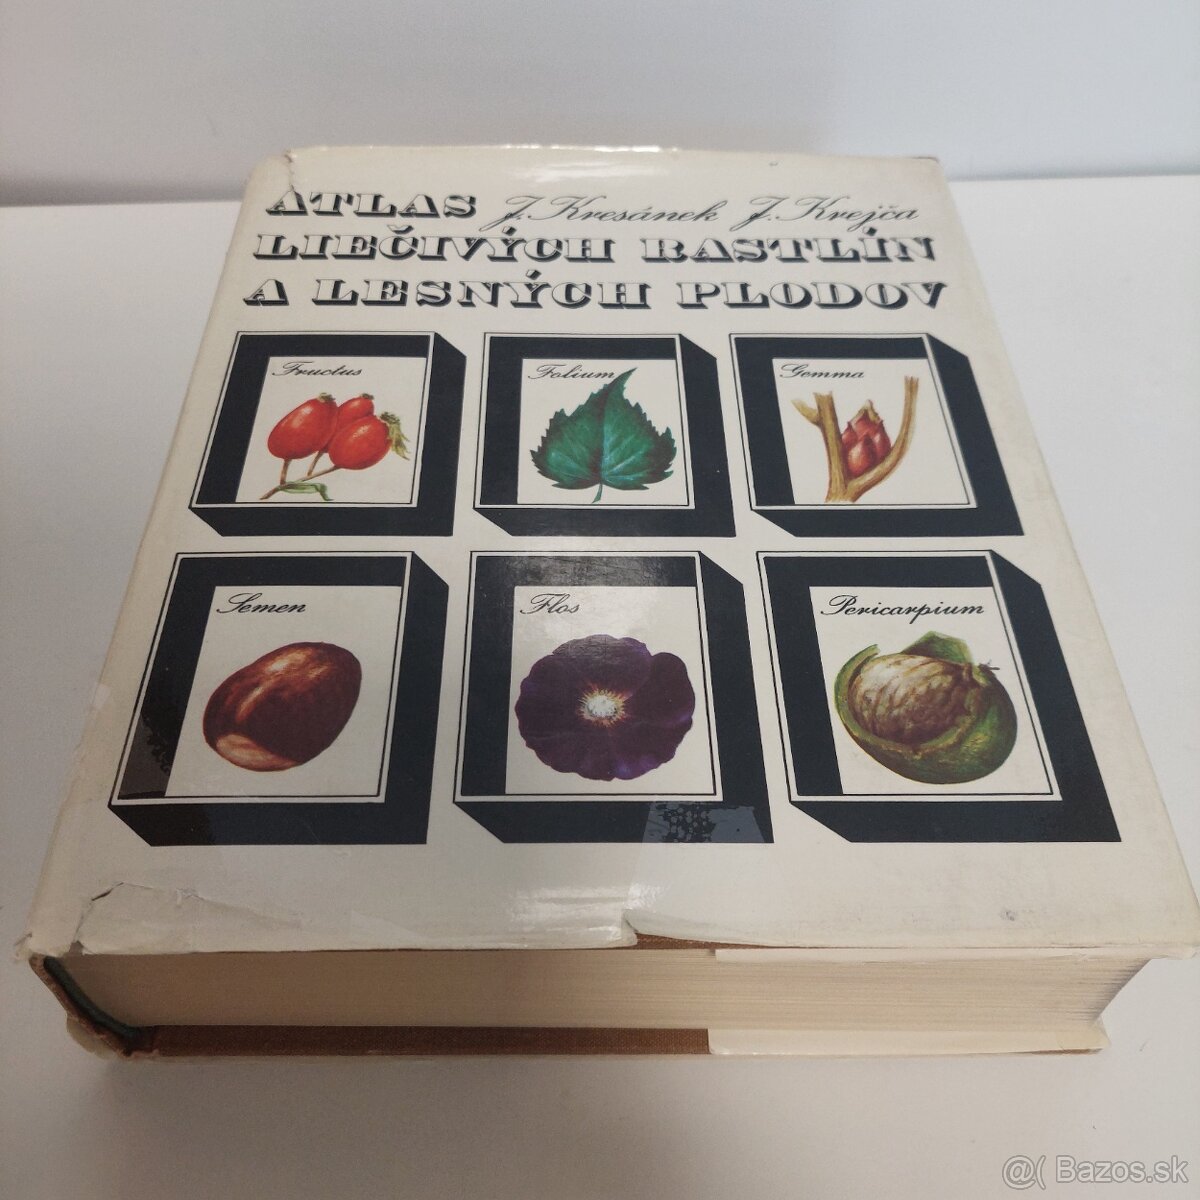 ATLAS J. Kresánek J. Krejča
LIEČIVÝCH RASTLÍN
A LESNÝCH PLODOV
Fructus
Folium
Gemma
Semen
Flos
Pericarpium
@( Bazos.sk